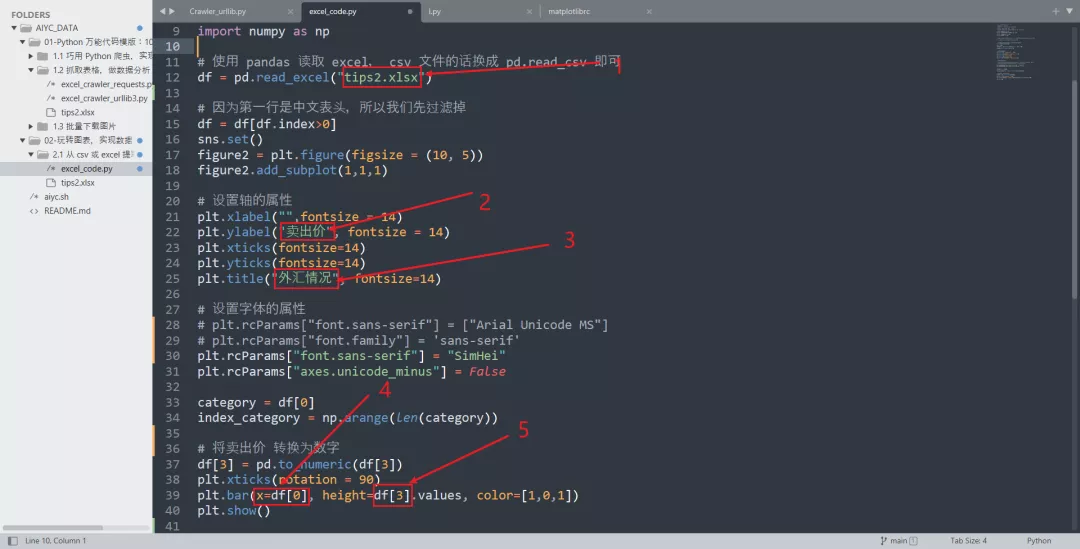 FOLDERS
AIYC_DATA
01-Python 万能代码模版：10
1.1 巧用 Python 爬虫，实现
1.2 抓取表格，做数据分析
excel_crawler_requests.py
excel_crawler_urllib3.py
tips2.xlsx
1.3 批量下载图片
02-玩转图表，实现数据
2.1 从 csv 或 excel 提
excel_code.py
tips2.xlsx
aiyc.sh
README.md
Crawler_urllib.py excel_code.py Lpy matplotlibrc
9 import numpy as np
10
11 # 使用 pandas 读取 excel， csv 文件的话换成 pd.read_csv 即可
12 df = pd.read_excel("tips2.xlsx")
1
13
14 # 因为第一行是中文表头，所以我们先过滤掉
15 df = df[df.index>0]
16 sns.set()
17 figure2 = plt.figure(figsize = (10, 5))
18 figure2.add_subplot(1,1,1)
19
20 # 设置轴的属性
2
21 plt.xlabel("",fontsize = 14)
22 plt.ylabel("卖出价", fontsize = 14)
3
23 plt.xticks(fontsize=14)
24 plt.yticks(fontsize=14)
25 plt.title("外汇情况", fontsize=14)
26
27 # 设置字体的属性
28 # plt.rcParams["font.sans-serif"] = ["Arial Unicode MS"]
29 # plt.rcParams["font.family"] = 'sans-serif'
30 plt.rcParams["font.sans-serif"] = "SimHei"
31 plt.rcParams["axes.unicode_minus"] = False
32
4
33 category = df[0]
34 index_category = np.arange(len(category))
35
5
36 # 将卖出价 转换为数字
37 df[3] = pd.to_numeric(df[3])
38 plt.xticks(rotation = 90)
39 plt.bar(x=df[0], height=df[3].values, color=[1,0,1])
40 plt.show()
41
Line 10, Column 1 main 1 Tab Size: 4 Python